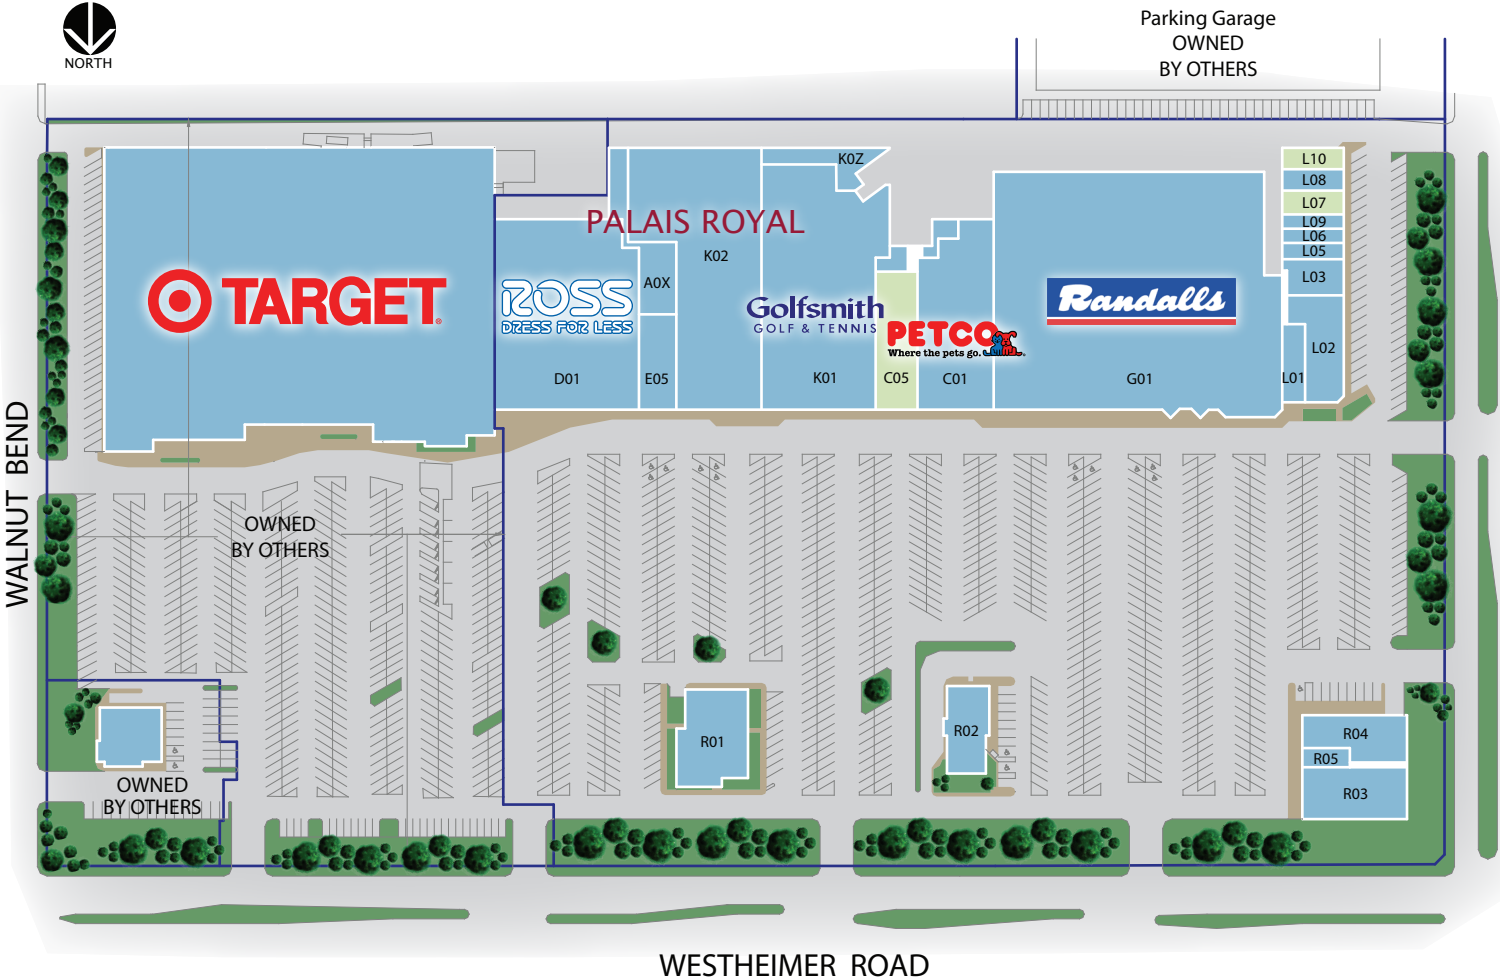 NORTH
Parking Garage
OWNED
BY OTHERS
K0Z
L10
L08
L07
L09
L06
L05
L03
L02
L01
PALAIS ROYAL
K02
A0X
TARGET
ROSS
DRESS FOR LESS
Golfsmith
GOLF & TENNIS
PETCO
Where the pets go.
Randalls
D01
E05
K01
C05
C01
G01
WALNUT BEND
OWNED
BY OTHERS
R01
R02
R04
R05
R03
OWNED
BY OTHERS
WESTHEIMER ROAD